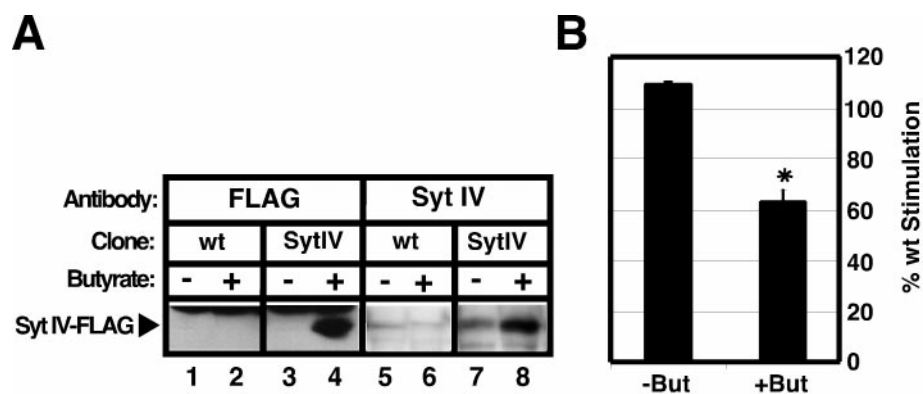 A
B
Antibody: FLAG Syt IV
Clone: wt SytIV wt SytIV
Butyrate: - + - + - + - +
Syt IV-FLAG
1 2 3 4 5 6 7 8
120
100
80
60
40
20
0
% wt Stimulation
*
-But +But